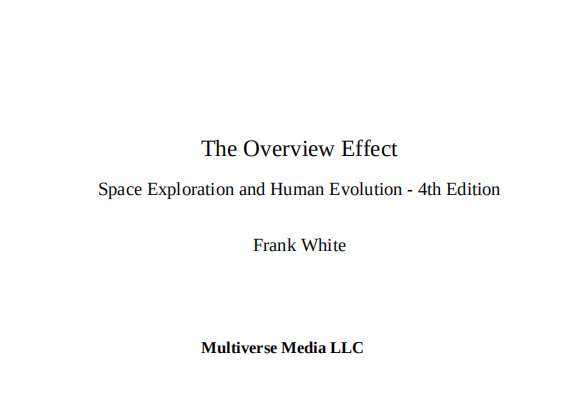 The Overview Effect
Space Exploration and Human Evolution - 4th Edition
Frank White
Multiverse Media LLC